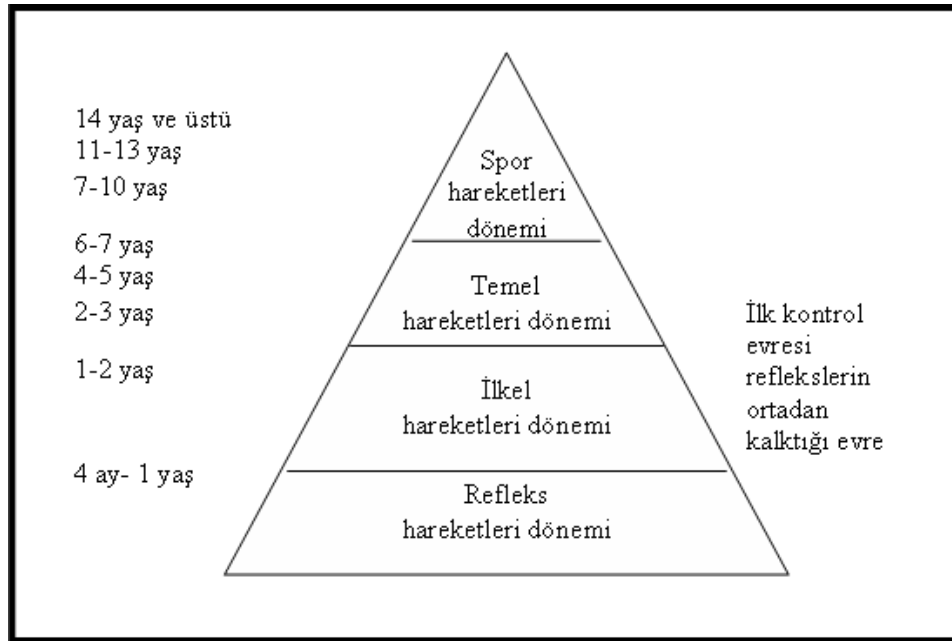 14 yaş ve üstü
11-13 yaş
7-10 yaş
6-7 yaş
4-5 yaş
2-3 yaş
1-2 yaş
4 ay- 1 yaş
Spor
hareketleri
dönemi
Temel
hareketleri dönemi
İlkel
hareketleri dönemi
Refleks
hareketleri dönemi
İlk kontrol
evresi
reflekslerin
ortadan
kalktığı evre